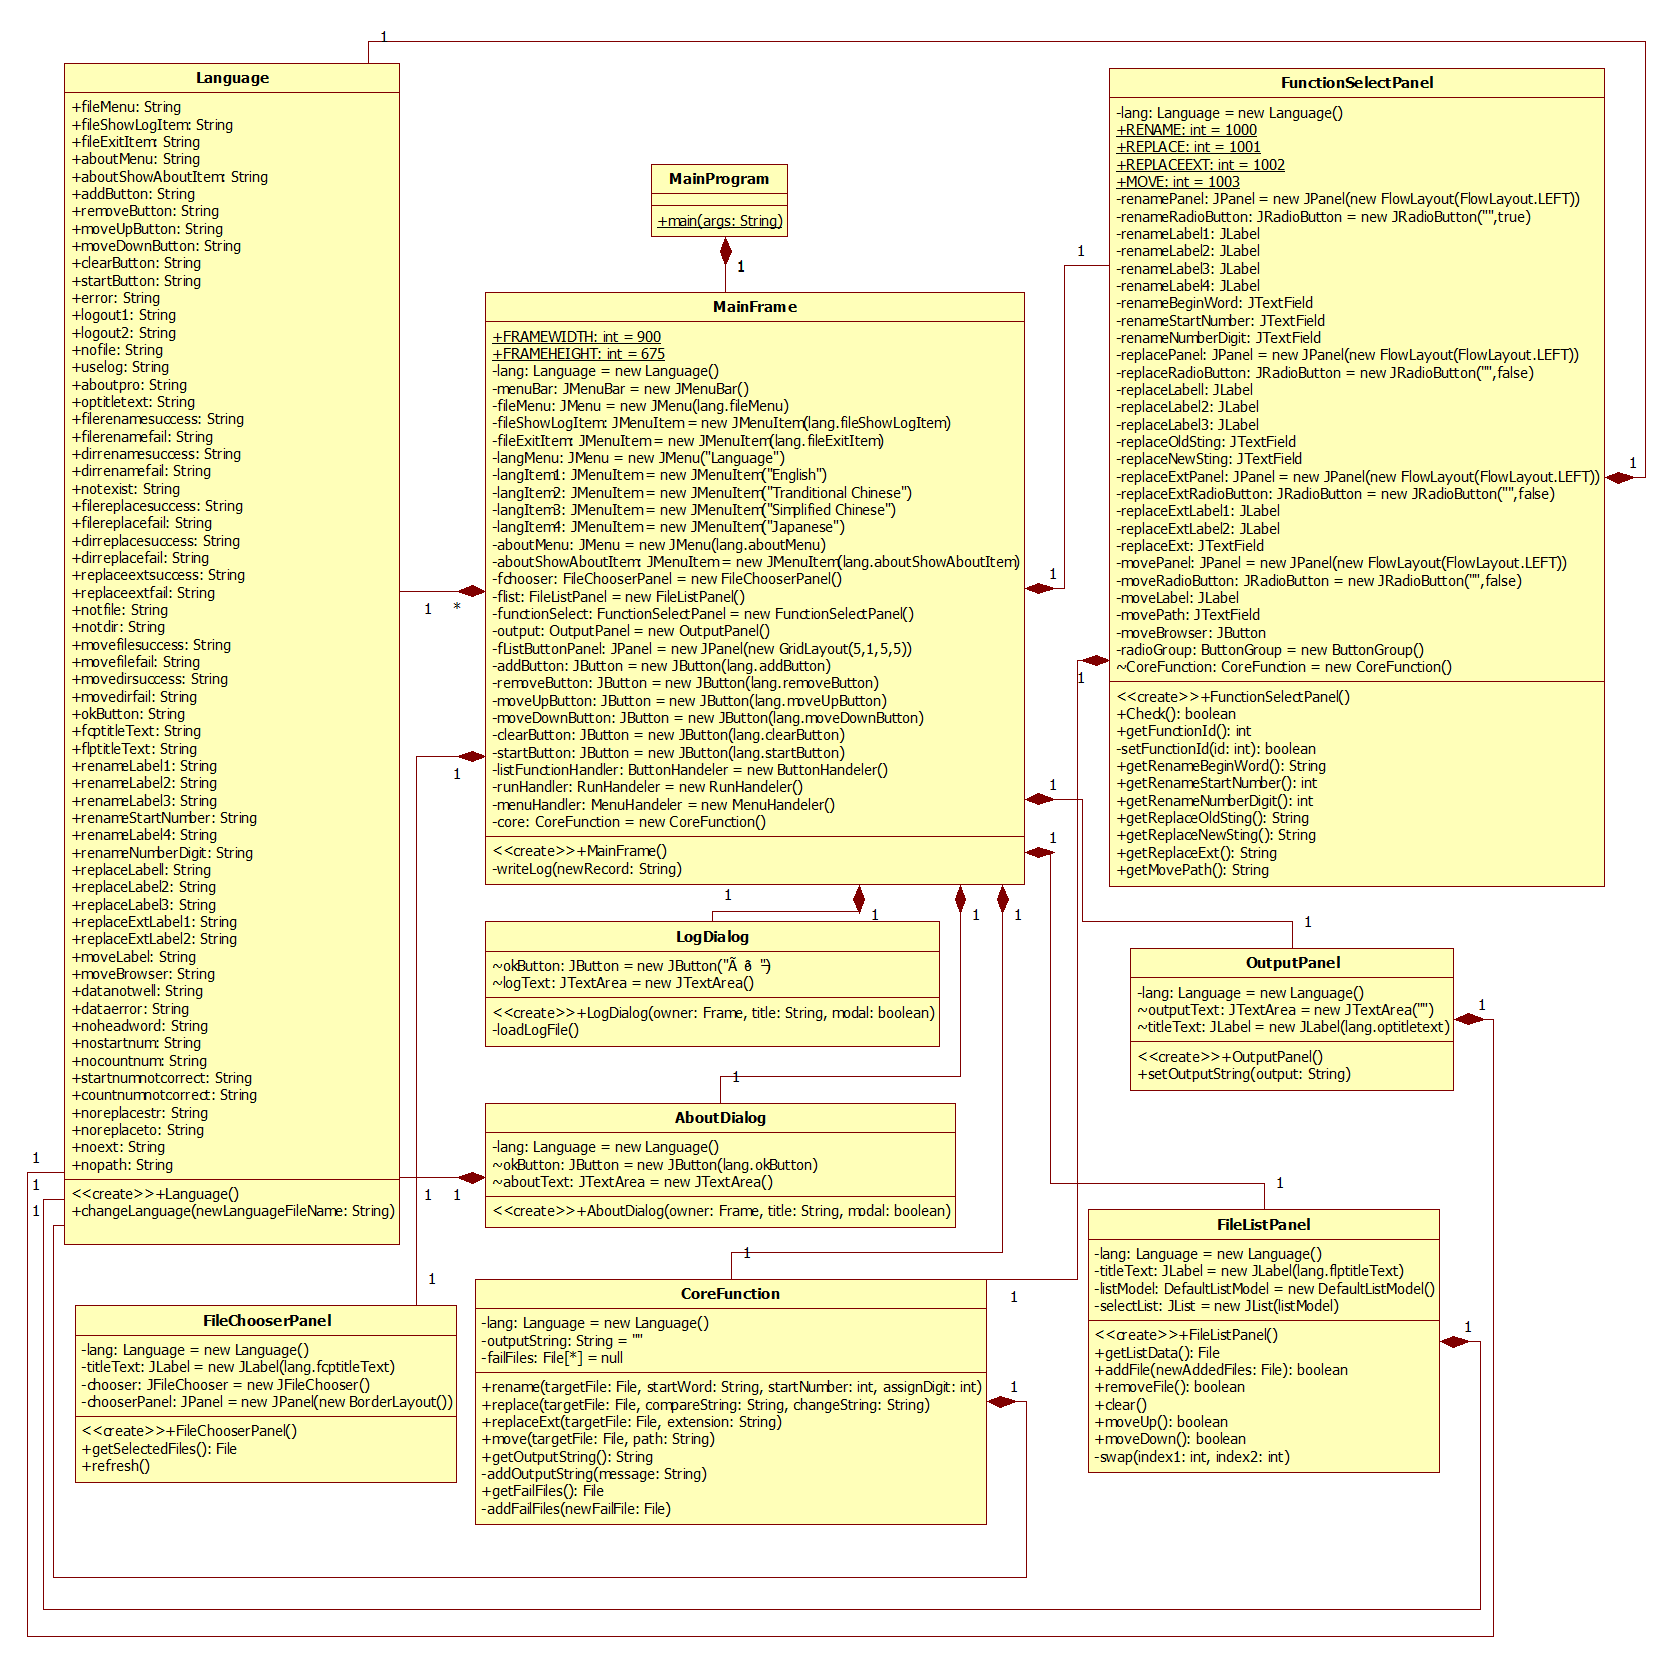 1
Language
+fileMenu: String
+fileShowLogItem: String
+fileExitItem: String
+aboutMenu: String
+aboutShowAboutItem: String
+addButton: String
+removeButton: String
+moveUpButton: String
+moveDownButton: String
+clearButton: String
+startButton: String
+error: String
+logout1: String
+logout2: String
+nofile: String
+uselog: String
+aboutpro: String
+optitletext: String
+filerenamesuccess: String
+filerenamefail: String
+dirrenamesuccess: String
+dirrenamefail: String
+notexist: String
+filereplacesuccess: String
+filereplacefail: String
+dirreplacesuccess: String
+dirreplacefail: String
+replaceextsuccess: String
+replaceextfail: String
+notfile: String
+notdir: String
+movefilesuccess: String
+movefilefail: String
+movedirsuccess: String
+movedirfail: String
+okButton: String
+fcptitleText: String
+flptitleText: String
+renameLabel1: String
+renameLabel2: String
+renameLabel3: String
+renameStartNumber: String
+renameLabel4: String
+renameNumberDigit: String
+replaceLabell: String
+replaceLabel2: String
+replaceLabel3: String
+replaceExtLabel1: String
+replaceExtLabel2: String
+moveLabel: String
+moveBrowser: String
+datanotwell: String
+dataerror: String
+noheadword: String
+nostartnum: String
+nocountnum: String
+startnumnotcorrect: String
+countnumnotcorrect: String
+noreplacestr: String
+noreplaceto: String
+noext: String
+nopath: String
<<create>>+Language()
+changeLanguage(newLanguageFileName: String)
1
1
1
MainProgram
+main(args: String)
1
MainFrame
+FRAMEWIDTH: int = 900
+FRAMEHEIGHT: int = 675
-lang: Language = new Language()
-menuBar: JMenuBar = new JMenuBar()
-fileMenu: JMenu = new JMenu(lang.fileMenu)
-fileShowLogItem: JMenuItem = new JMenuItem(lang.fileShowLogItem)
-fileExitItem: JMenuItem = new JMenuItem(lang.fileExitItem)
-langMenu: JMenu = new JMenu("Language")
-langItem1: JMenuItem = new JMenuItem("English")
-langItem2: JMenuItem = new JMenuItem("Tranditional Chinese")
-langItem3: JMenuItem = new JMenuItem("Simplified Chinese")
-langItem4: JMenuItem = new JMenuItem("Japanese")
-aboutMenu: JMenu = new JMenu(lang.aboutMenu)
-aboutShowAboutItem: JMenuItem = new JMenuItem(lang.aboutShowAboutItem)
-fchooser: FileChooserPanel = new FileChooserPanel()
-flist: FileListPanel = new FileListPanel()
-functionSelect: FunctionSelectPanel = new FunctionSelectPanel()
-output: OutputPanel = new OutputPanel()
-fListButtonPanel: JPanel = new JPanel(new GridLayout(5,1,5,5))
-addButton: JButton = new JButton(lang.addButton)
-removeButton: JButton = new JButton(lang.removeButton)
-moveUpButton: JButton = new JButton(lang.moveUpButton)
-moveDownButton: JButton = new JButton(lang.moveDownButton)
-clearButton: JButton = new JButton(lang.clearButton)
-startButton: JButton = new JButton(lang.startButton)
-listFunctionHandler: ButtonHandeler = new ButtonHandeler()
-runHandler: RunHandeler = new RunHandeler()
-menuHandler: MenuHandeler = new MenuHandeler()
-core: CoreFunction = new CoreFunction()
<<create>>+MainFrame()
-writeLog(newRecord: String)
1 *
1
1
1
1
1
1
1
1
1
LogDialog
~logText: JTextArea = new JTextArea()
<<create>>+LogDialog(owner: Frame, title: String, modal: boolean)
-loadLogFile()
1
AboutDialog
-lang: Language = new Language()
~okButton: JButton = new JButton(lang.okButton)
~aboutText: JTextArea = new JTextArea()
<<create>>+AboutDialog(owner: Frame, title: String, modal: boolean)
1 1
1
1
FileChooserPanel
-lang: Language = new Language()
-titleText: JLabel = new JLabel(lang.fcptitleText)
-chooser: JFileChooser = new JFileChooser()
-chooserPanel: JPanel = new JPanel(new BorderLayout())
<<create>>+FileChooserPanel()
+getSelectedFiles(): File
+refresh()
CoreFunction
-lang: Language = new Language()
-outputString: String = ""
-failFiles: File[*] = null
+rename(targetFile: File, startWord: String, startNumber: int, assignDigit: int)
+replace(targetFile: File, compareString: String, changeString: String)
+replaceExt(targetFile: File, extension: String)
+move(targetFile: File, path: String)
+getOutputString(): String
-addOutputString(message: String)
+getFailFiles(): File
-addFailFiles(newFailFile: File)
1
1
FunctionSelectPanel
-lang: Language = new Language()
+RENAME: int = 1000
+REPLACE: int = 1001
+REPLACEEXT: int = 1002
+MOVE: int = 1003
-renamePanel: JPanel = new JPanel(new FlowLayout(FlowLayout.LEFT))
-renameRadioButton: JRadioButton = new JRadioButton("",true)
-renameLabel1: JLabel
-renameLabel2: JLabel
-renameLabel3: JLabel
-renameLabel4: JLabel
-renameBeginWord: JTextField
-renameStartNumber: JTextField
-renameNumberDigit: JTextField
-replacePanel: JPanel = new JPanel(new FlowLayout(FlowLayout.LEFT))
-replaceRadioButton: JRadioButton = new JRadioButton("",false)
-replaceLabell: JLabel
-replaceLabel2: JLabel
-replaceLabel3: JLabel
-replaceOldSting: JTextField
-replaceNewSting: JTextField
-replaceExtPanel: JPanel = new JPanel(new FlowLayout(FlowLayout.LEFT))
-replaceExtRadioButton: JRadioButton = new JRadioButton("",false)
-replaceExtLabel1: JLabel
-replaceExtLabel2: JLabel
-replaceExt: JTextField
-movePanel: JPanel = new JPanel(new FlowLayout(FlowLayout.LEFT))
-moveRadioButton: JRadioButton = new JRadioButton("",false)
-moveLabel: JLabel
-movePath: JTextField
-moveBrowser: JButton
-radioGroup: ButtonGroup = new ButtonGroup()
~CoreFunction: CoreFunction = new CoreFunction()
<<create>>+FunctionSelectPanel()
+Check(): boolean
+getFunctionId(): int
-setFunctionId(id: int): boolean
+getRenameBeginWord(): String
+getRenameStartNumber(): int
+getRenameNumberDigit(): int
+getReplaceOldSting(): String
+getReplaceNewSting(): String
+getReplaceExt(): String
+getMovePath(): String
1
1
1
1
OutputPanel
-lang: Language = new Language()
~outputText: JTextArea = new JTextArea("")
~titleText: JLabel = new JLabel(lang.optitletext)
<<create>>+OutputPanel()
+setOutputString(output: String)
1
1
FileListPanel
-lang: Language = new Language()
-titleText: JLabel = new JLabel(lang.flptitleText)
-listModel: DefaultListModel = new DefaultListModel()
-selectList: JList = new JList(listModel)
<<create>>+FileListPanel()
+getListData(): File
+addFile(newAddedFiles: File): boolean
+removeFile(): boolean
+clear()
+moveUp(): boolean
+moveDown(): boolean
-swap(index1: int, index2: int)
1